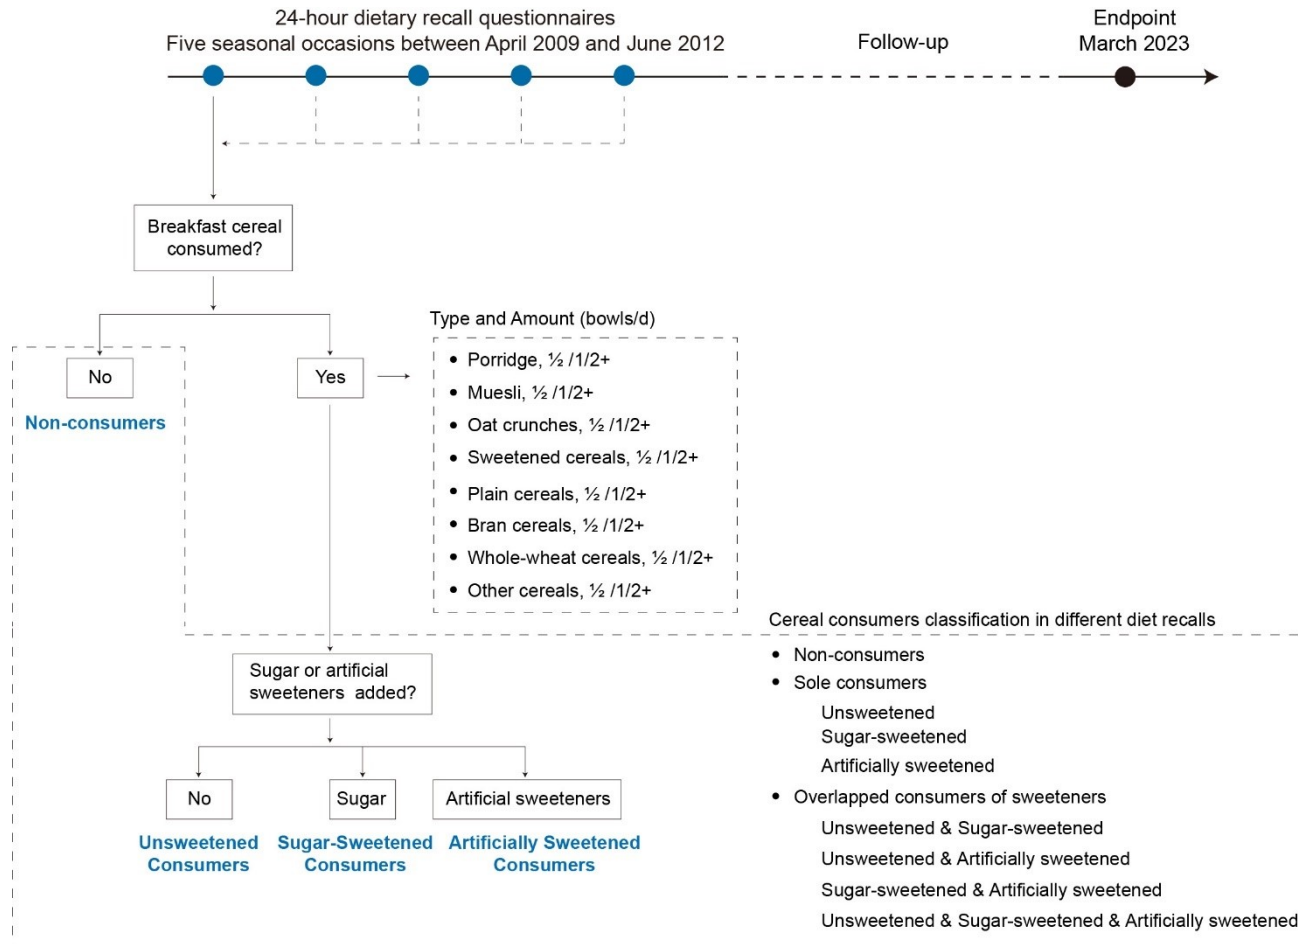 24-hour dietary recall questionnaires
Five seasonal occasions between April 2009 and June 2012
Follow-up
Endpoint
March 2023
Breakfast cereal
consumed?
No
Non-consumers
Yes
Type and Amount (bowls/d)
• Porridge, ½ /1/2+
• Muesli, ½ /1/2+
• Oat crunches, ½ /1/2+
• Sweetened cereals, ½ /1/2+
• Plain cereals, ½ /1/2+
• Bran cereals, ½ /1/2+
• Whole-wheat cereals, ½ /1/2+
• Other cereals, ½ /1/2+
Sugar or artificial
sweeteners added?
No
Unsweetened
Consumers
Sugar
Sugar-Sweetened
Consumers
Artificial sweeteners
Artificially Sweetened
Consumers
Cereal consumers classification in different diet recalls
• Non-consumers
• Sole consumers
Unsweetened
Sugar-sweetened
Artificially sweetened
• Overlapped consumers of sweeteners
Unsweetened & Sugar-sweetened
Unsweetened & Artificially sweetened
Sugar-sweetened & Artificially sweetened
Unsweetened & Sugar-sweetened & Artificially sweetened